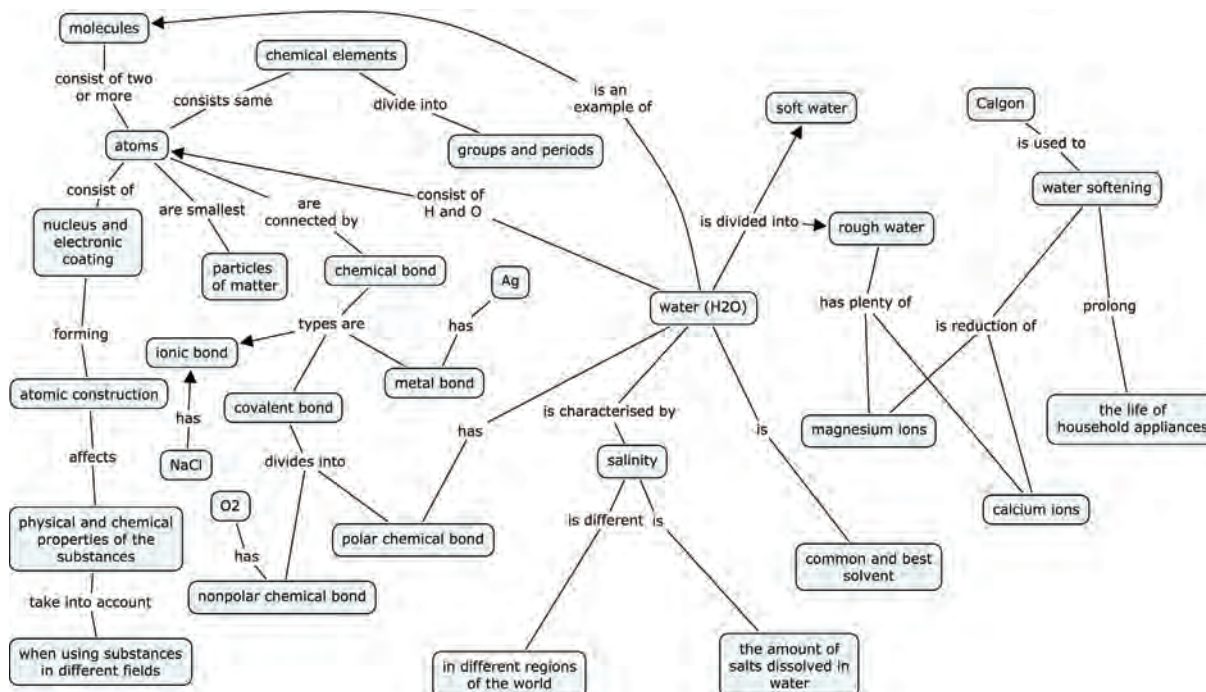 molecules
consist of two
or more
chemical elements
consists same
divide into
is an
example of
soft water
Calgon
is used to
atoms
groups and periods
consist of
nucleus and
electronic
coating
are smallest
are
connected by
consist of
H and O
water softening
is divided into
rough water
particles
of matter
chemical bond
Ag
water (H2O)
has plenty of
prolong
forming
types are
has
is reduction of
ionic bond
metal bond
atomic construction
covalent bond
is characterised by
has
has
is
magnesium ions
the life of
household appliances
affects
NaCl
divides into
salinity
O2
calcium ions
physical and chemical
properties of the
substances
has
polar chemical bond
is different
is
common and best
solvent
take into account
nonpolar chemical bond
when using substances
in different fields
in different regions
of the world
the amount of
salts dissolved in
water